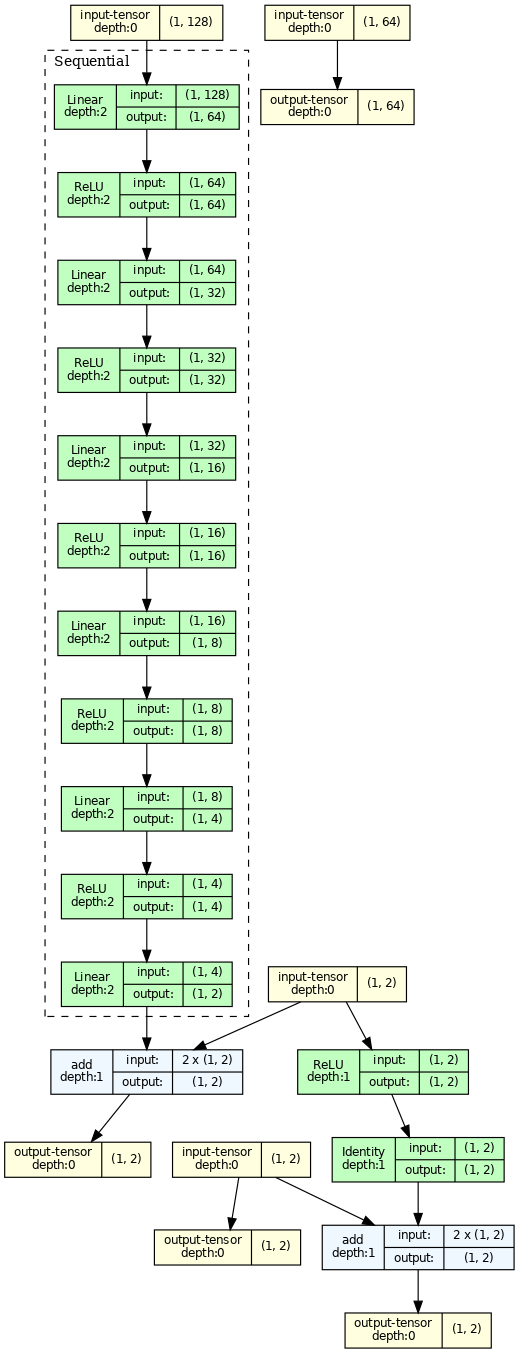 input-tensor
depth:0
(1, 128)
input-tensor
depth:0
(1, 64)
Sequential
Linear
depth:2
input:
(1, 128)
output:
(1, 64)
output-tensor
depth:0
(1, 64)
ReLU
depth:2
input:
(1, 64)
output:
(1, 64)
Linear
depth:2
input:
(1, 64)
output:
(1, 32)
ReLU
depth:2
input:
(1, 32)
output:
(1, 32)
Linear
depth:2
input:
(1, 32)
output:
(1, 16)
ReLU
depth:2
input:
(1, 16)
output:
(1, 16)
Linear
depth:2
input:
(1, 16)
output:
(1, 8)
ReLU
depth:2
input:
(1, 8)
output:
(1, 8)
Linear
depth:2
input:
(1, 8)
output:
(1, 4)
ReLU
depth:2
input:
(1, 4)
output:
(1, 4)
Linear
depth:2
input:
(1, 4)
output:
(1, 2)
input-tensor
depth:0
(1, 2)
add
depth:1
input:
2 x (1, 2)
output:
(1, 2)
ReLU
depth:1
input:
(1, 2)
output:
(1, 2)
output-tensor
depth:0
(1, 2)
input-tensor
depth:0
(1, 2)
Identity
depth:1
input:
(1, 2)
output:
(1, 2)
output-tensor
depth:0
(1, 2)
add
depth:1
input:
2 x (1, 2)
output:
(1, 2)
output-tensor
depth:0
(1, 2)